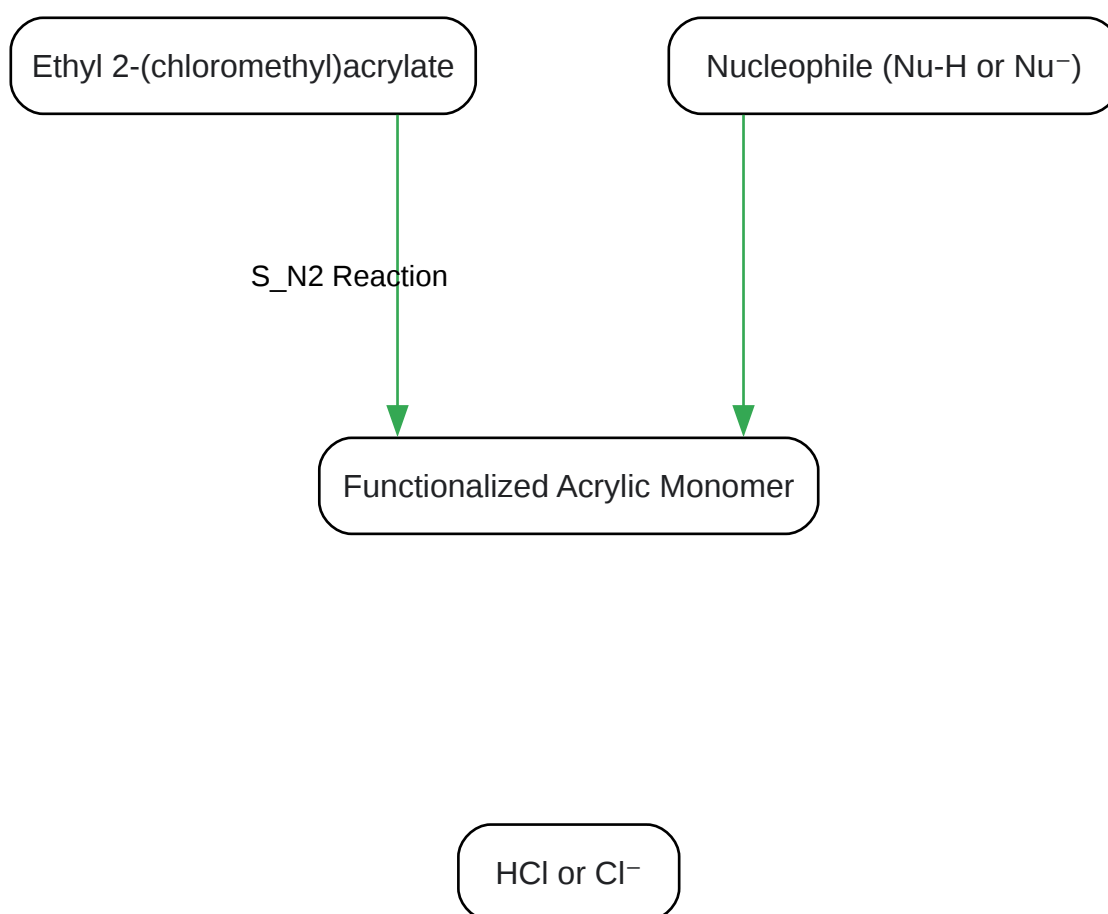 Ethyl 2-(chloromethyl)acrylate
Nucleophile (Nu-H or Nu⁻)
S_N2 Reaction
Functionalized Acrylic Monomer
HCl or Cl⁻